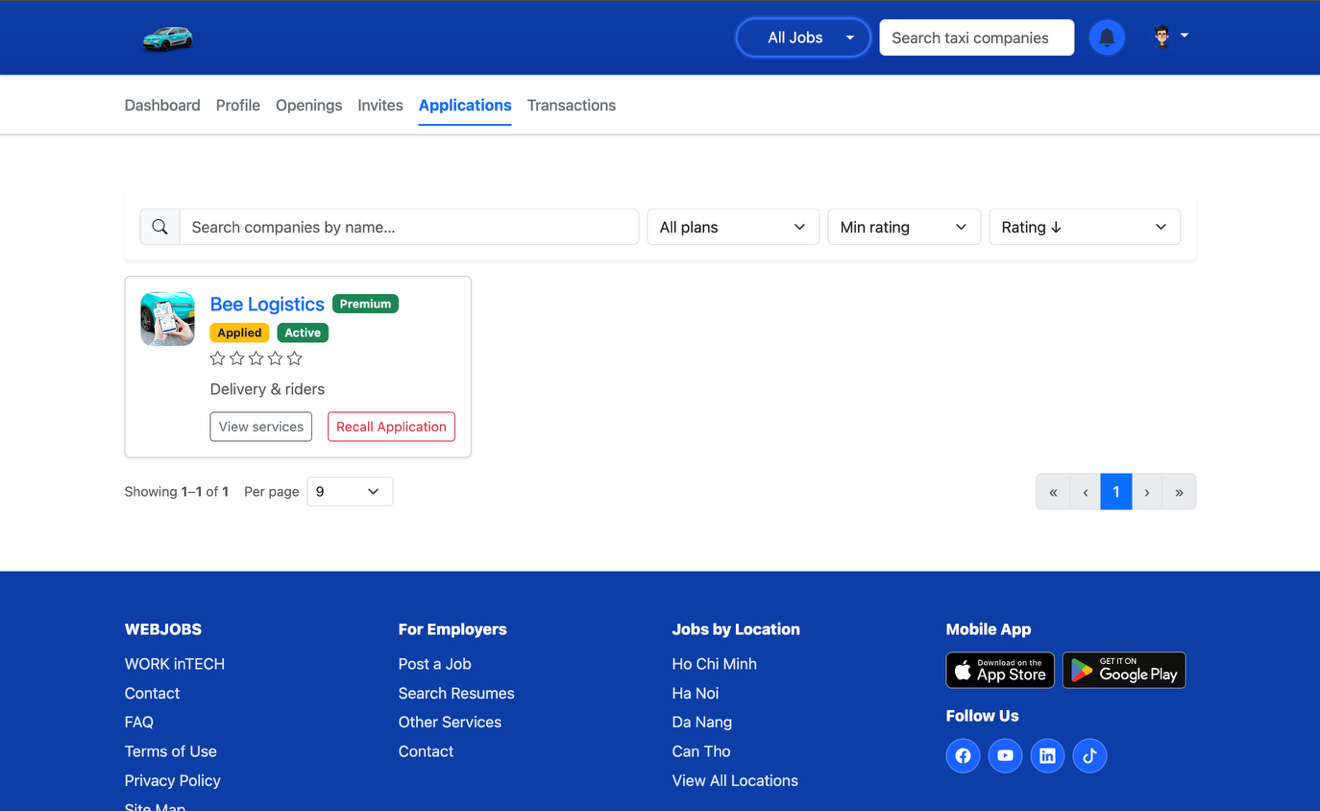 All Jobs
Search taxi companies
Dashboard Profile Openings Invites Applications Transactions
Search companies by name...
All plans
Min rating
Rating ↓
Bee Logistics Premium
Applied Active
Delivery & riders
View services Recall Application
Showing 1–1 of 1 Per page 9
« ‹ 1 › »
WEBJOBS
WORK inTECH
Contact
FAQ
Terms of Use
Privacy Policy
Site Map
For Employers
Post a Job
Search Resumes
Other Services
Contact
Jobs by Location
Ho Chi Minh
Ha Noi
Da Nang
Can Tho
View All Locations
Mobile App
Download on the
App Store
GET IT ON
Google Play
Follow Us